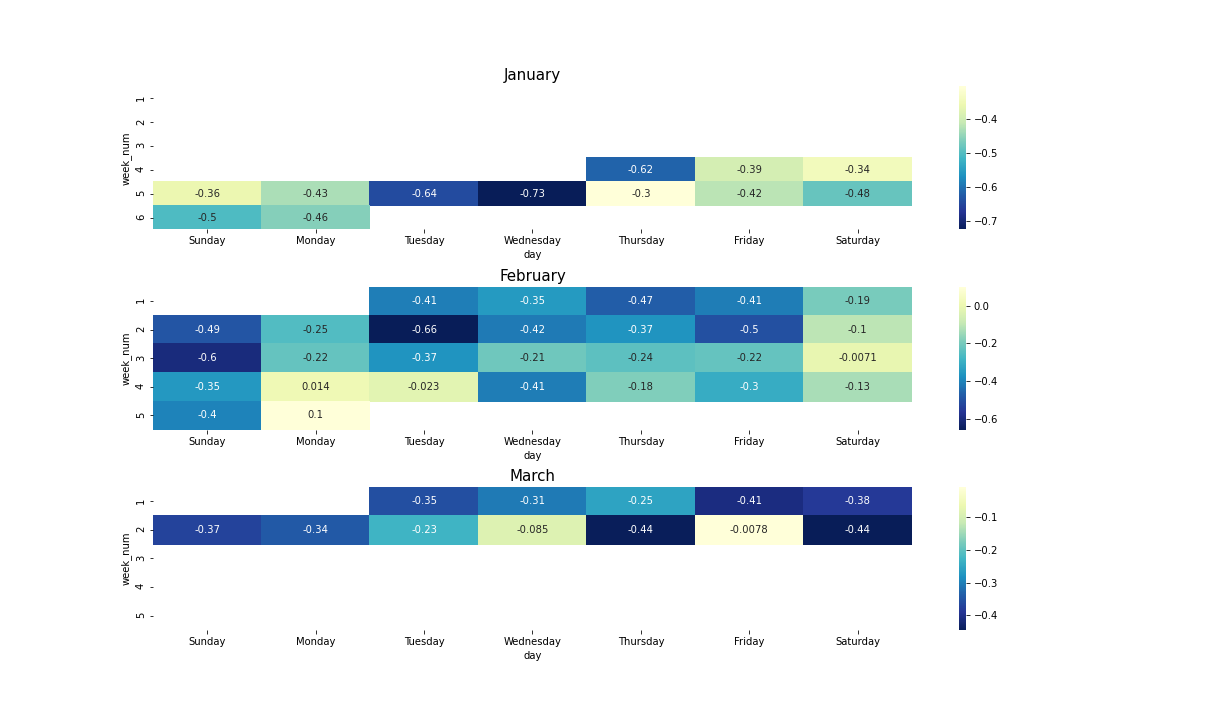 January
1
2
3
4 -0.62 -0.39 -0.34
5 -0.36 -0.43 -0.64 -0.73 -0.3 -0.42 -0.48
6 -0.5 -0.46
week_num
Sunday Monday Tuesday Wednesday Thursday Friday Saturday
day
−0.4
−0.5
−0.6
−0.7
February
1 -0.41 -0.35 -0.47 -0.41 -0.19
2 -0.49 -0.25 -0.66 -0.42 -0.37 -0.5 -0.1
3 -0.6 -0.22 -0.37 -0.21 -0.24 -0.22 -0.0071
4 -0.35 0.014 -0.023 -0.41 -0.18 -0.3 -0.13
5 -0.4 0.1
week_num
Sunday Monday Tuesday Wednesday Thursday Friday Saturday
day
0.0
−0.2
−0.4
−0.6
March
1 -0.35 -0.31 -0.25 -0.41 -0.38
2 -0.37 -0.34 -0.23 -0.085 -0.44 -0.0078 -0.44
3
4
5
week_num
Sunday Monday Tuesday Wednesday Thursday Friday Saturday
day
−0.1
−0.2
−0.3
−0.4